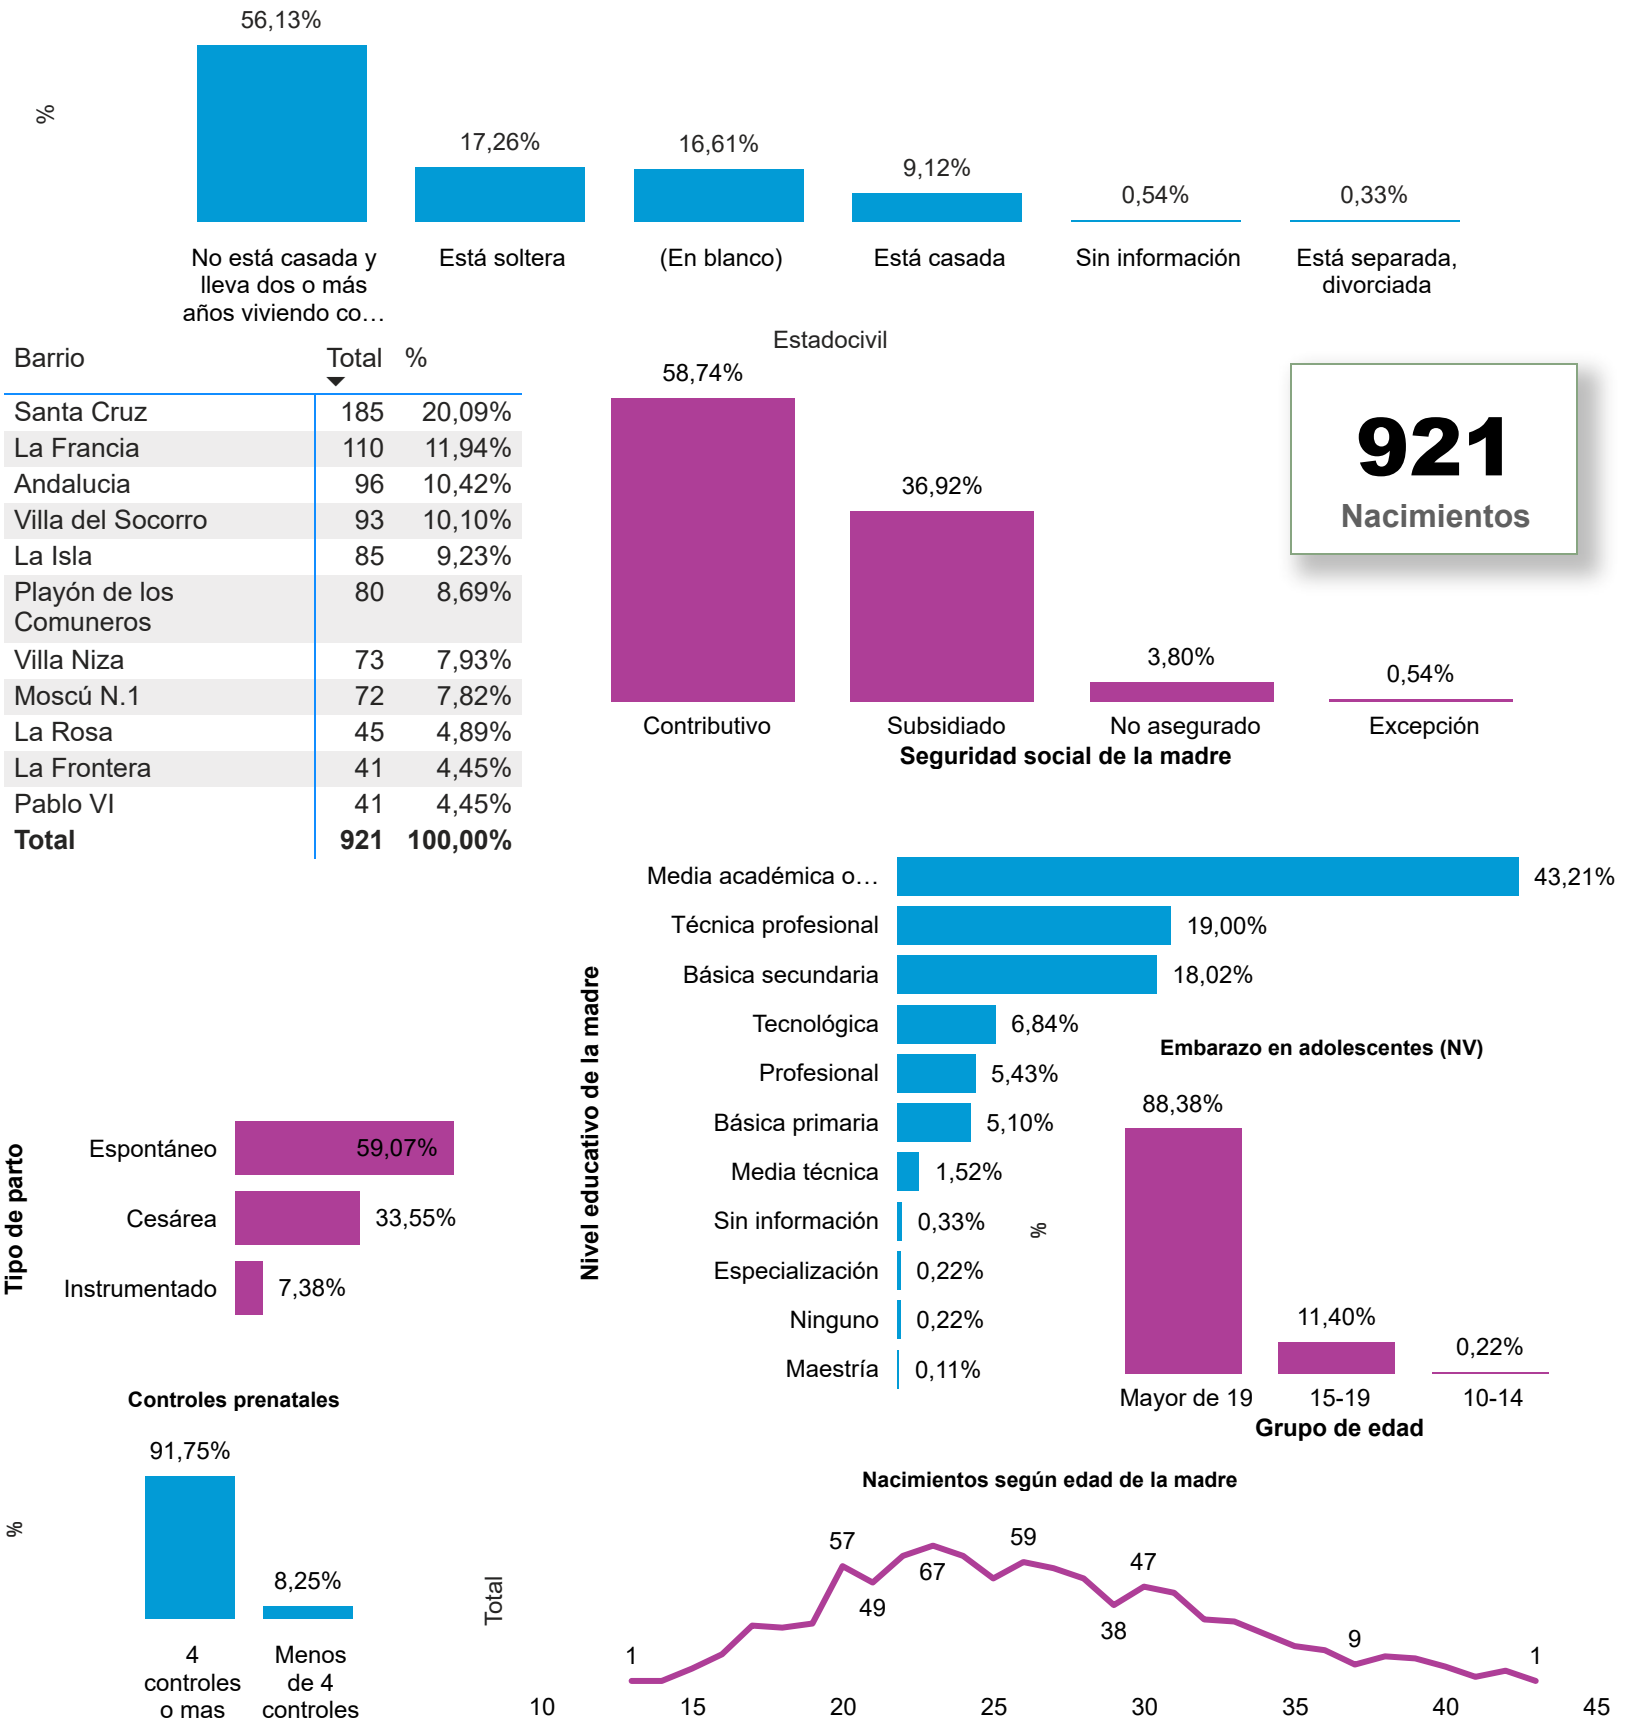 56,13%
17,26%
16,61%
9,12%
0,54%
0,33%
%
No está casada y
lleva dos o más
años viviendo co…
Está soltera
(En blanco)
Está casada
Sin información
Está separada,
divorciada
Estadocivil
Barrio Total %
Santa Cruz 185 20,09%
La Francia 110 11,94%
Andalucia 96 10,42%
Villa del Socorro 93 10,10%
La Isla 85 9,23%
Playón de los 80 8,69%
Comuneros
Villa Niza 73 7,93%
Moscú N.1 72 7,82%
La Rosa 45 4,89%
La Frontera 41 4,45%
Pablo VI 41 4,45%
Total 921 100,00%
58,74%
36,92%
3,80%
0,54%
Contributivo Subsidiado No asegurado Excepción
Seguridad social de la madre
921
Nacimientos
Nivel educativo de la madre
Media académica o… 43,21%
Técnica profesional 19,00%
Básica secundaria 18,02%
Tecnológica 6,84%
Profesional 5,43%
Básica primaria 5,10%
Media técnica 1,52%
Sin información 0,33%
Especialización 0,22%
Ninguno 0,22%
Maestría 0,11%
Embarazo en adolescentes (NV)
%
88,38%
11,40%
0,22%
Mayor de 19 15-19 10-14
Grupo de edad
Tipo de parto
Espontáneo 59,07%
Cesárea 33,55%
Instrumentado 7,38%
Controles prenatales
%
91,75%
8,25%
4
controles
o mas
Menos
de 4
controles
Nacimientos según edad de la madre
Total
1
57
49
67
59
38
47
9
1
10 15 20 25 30 35 40 45